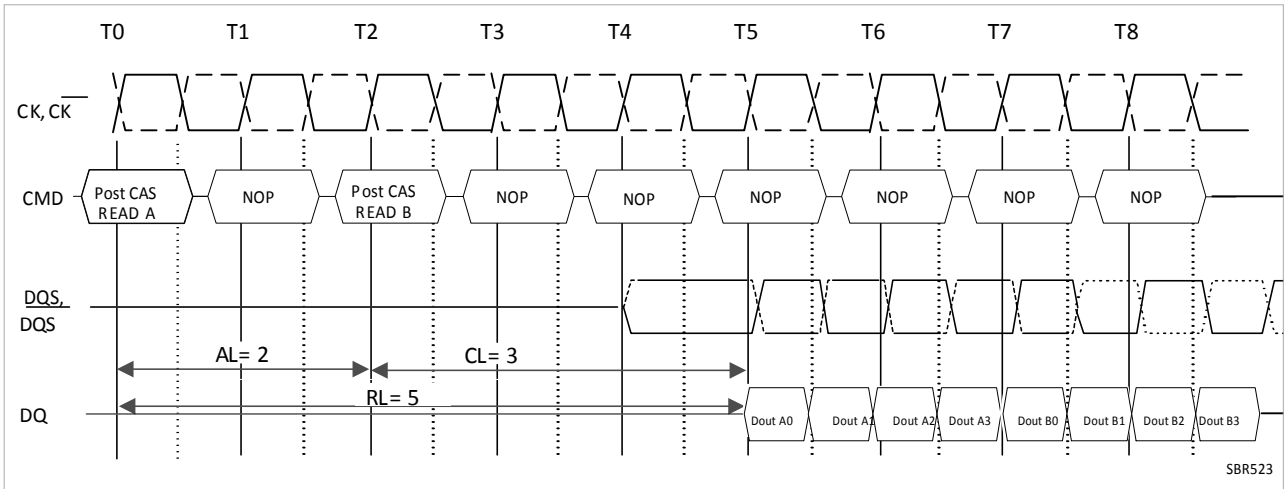 T0 T1 T2 T3 T4 T5 T6 T7 T8
CK, CK
CMD
Post CAS
READ A
NOP
Post CAS
READ B
NOP
NOP
NOP
NOP
NOP
NOP
DQS,
DQS
AL= 2
CL= 3
RL= 5
DQ
Dout A0
Dout A1
Dout A2
Dout A3
Dout B0
Dout B1
Dout B2
Dout B3
SBR523